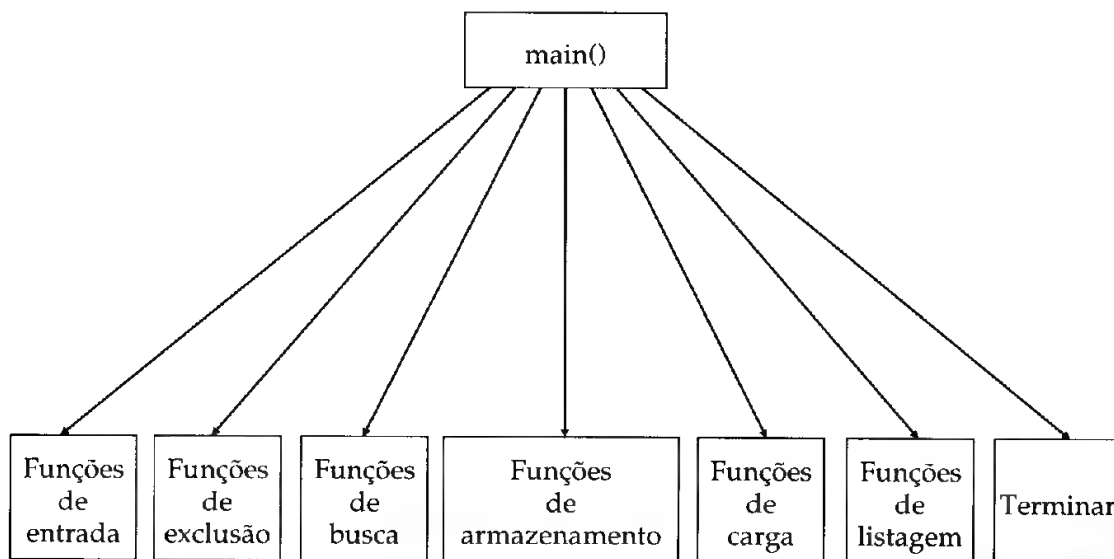 main()
Funções
de
entrada
Funções
de
exclusão
Funções
de
busca
Funções
de
armazenamento
Funções
de
carga
Funções
de
listagem
Terminar